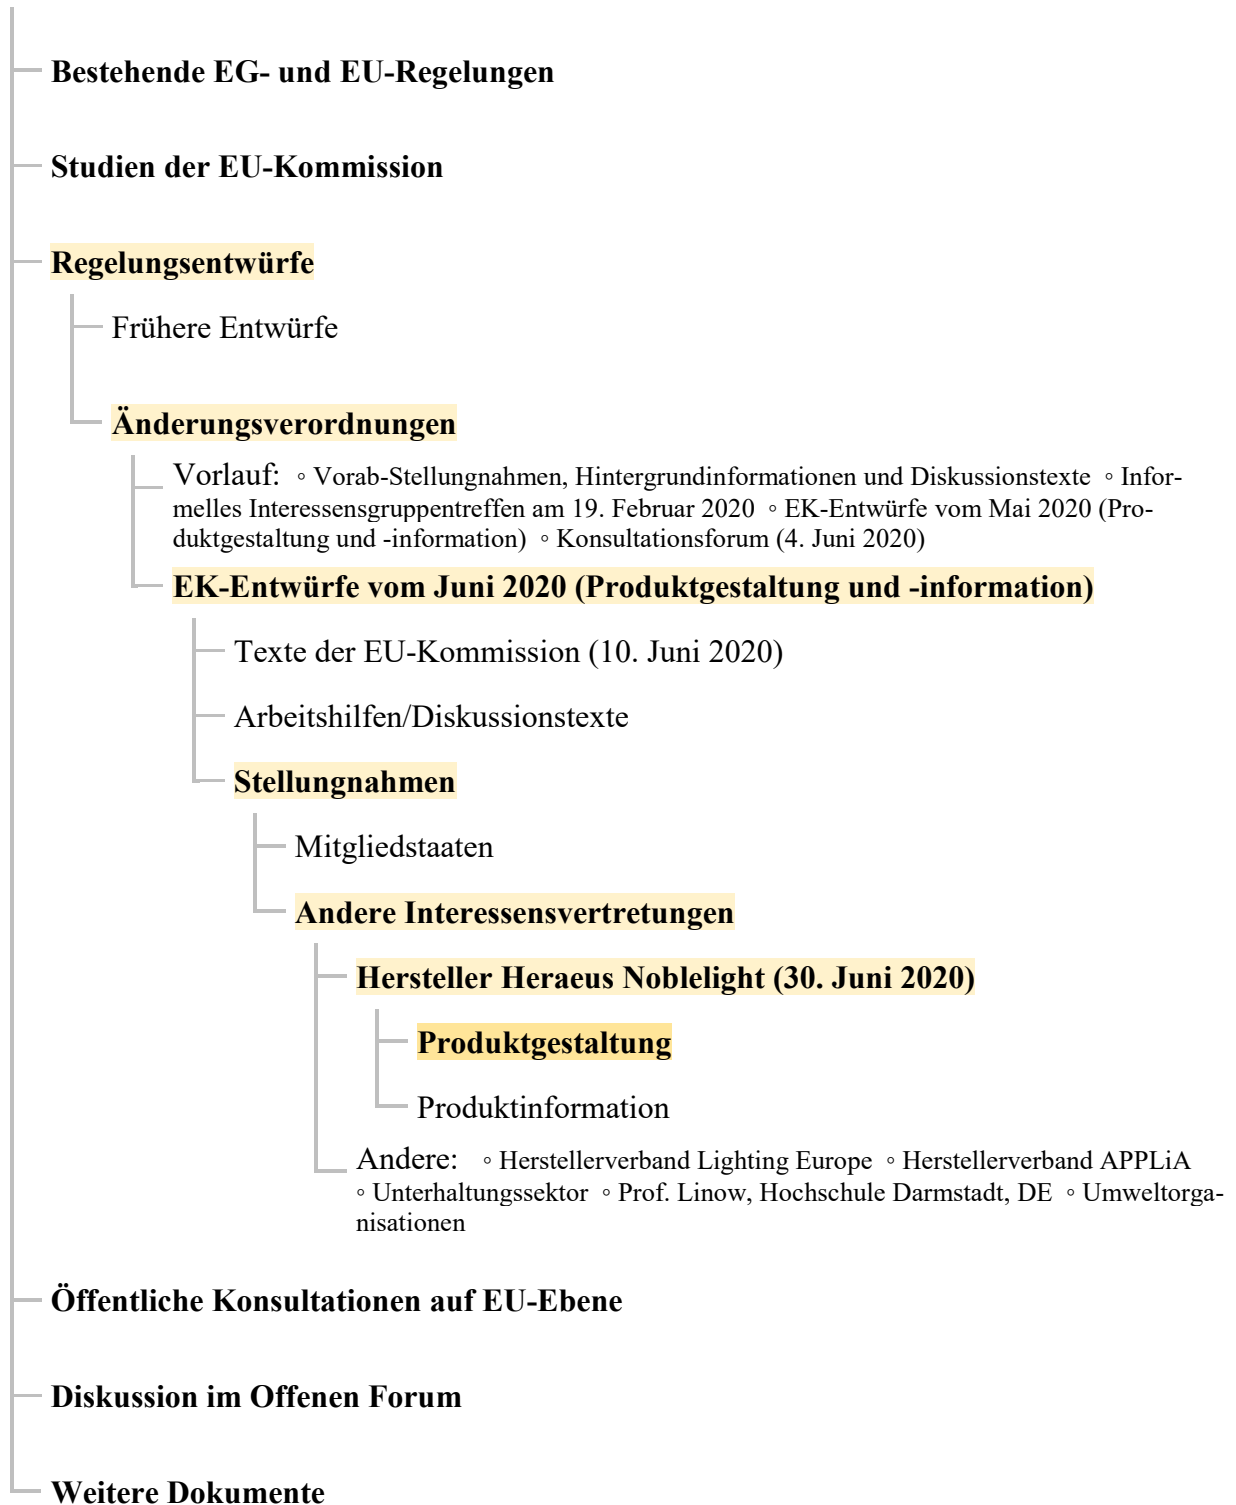 Bestehende EG- und EU-Regelungen
Studien der EU-Kommission
Regelungsentwürfe
Frühere Entwürfe
Änderungsverordnungen
Vorlauf: ◦ Vorab-Stellungnahmen, Hintergrundinformationen und Diskussionstexte ◦ Infor-
melles Interessensgruppentreffen am 19. Februar 2020 ◦ EK-Entwürfe vom Mai 2020 (Pro-
duktgestaltung und -information) ◦ Konsultationsforum (4. Juni 2020)
EK-Entwürfe vom Juni 2020 (Produktgestaltung und -information)
Texte der EU-Kommission (10. Juni 2020)
Arbeitshilfen/Diskussionstexte
Stellungnahmen
Mitgliedstaaten
Andere Interessensvertretungen
Hersteller Heraeus Noblelight (30. Juni 2020)
Produktgestaltung
Produktinformation
Andere: ◦ Herstellerverband Lighting Europe ◦ Herstellerverband APPLiA
◦ Unterhaltungssektor ◦ Prof. Linow, Hochschule Darmstadt, DE ◦ Umweltorga-
nisationen
Öffentliche Konsultationen auf EU-Ebene
Diskussion im Offenen Forum
Weitere Dokumente